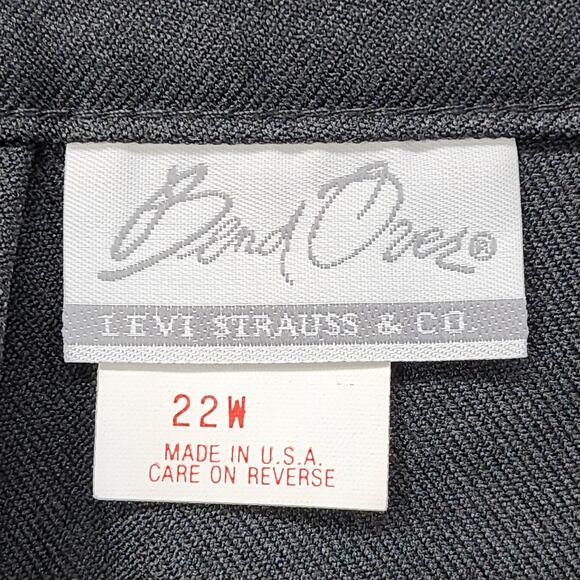 Bend Over®
LEVI STRAUSS & CO.
22W
MADE IN U.S.A.
CARE ON REVERSE